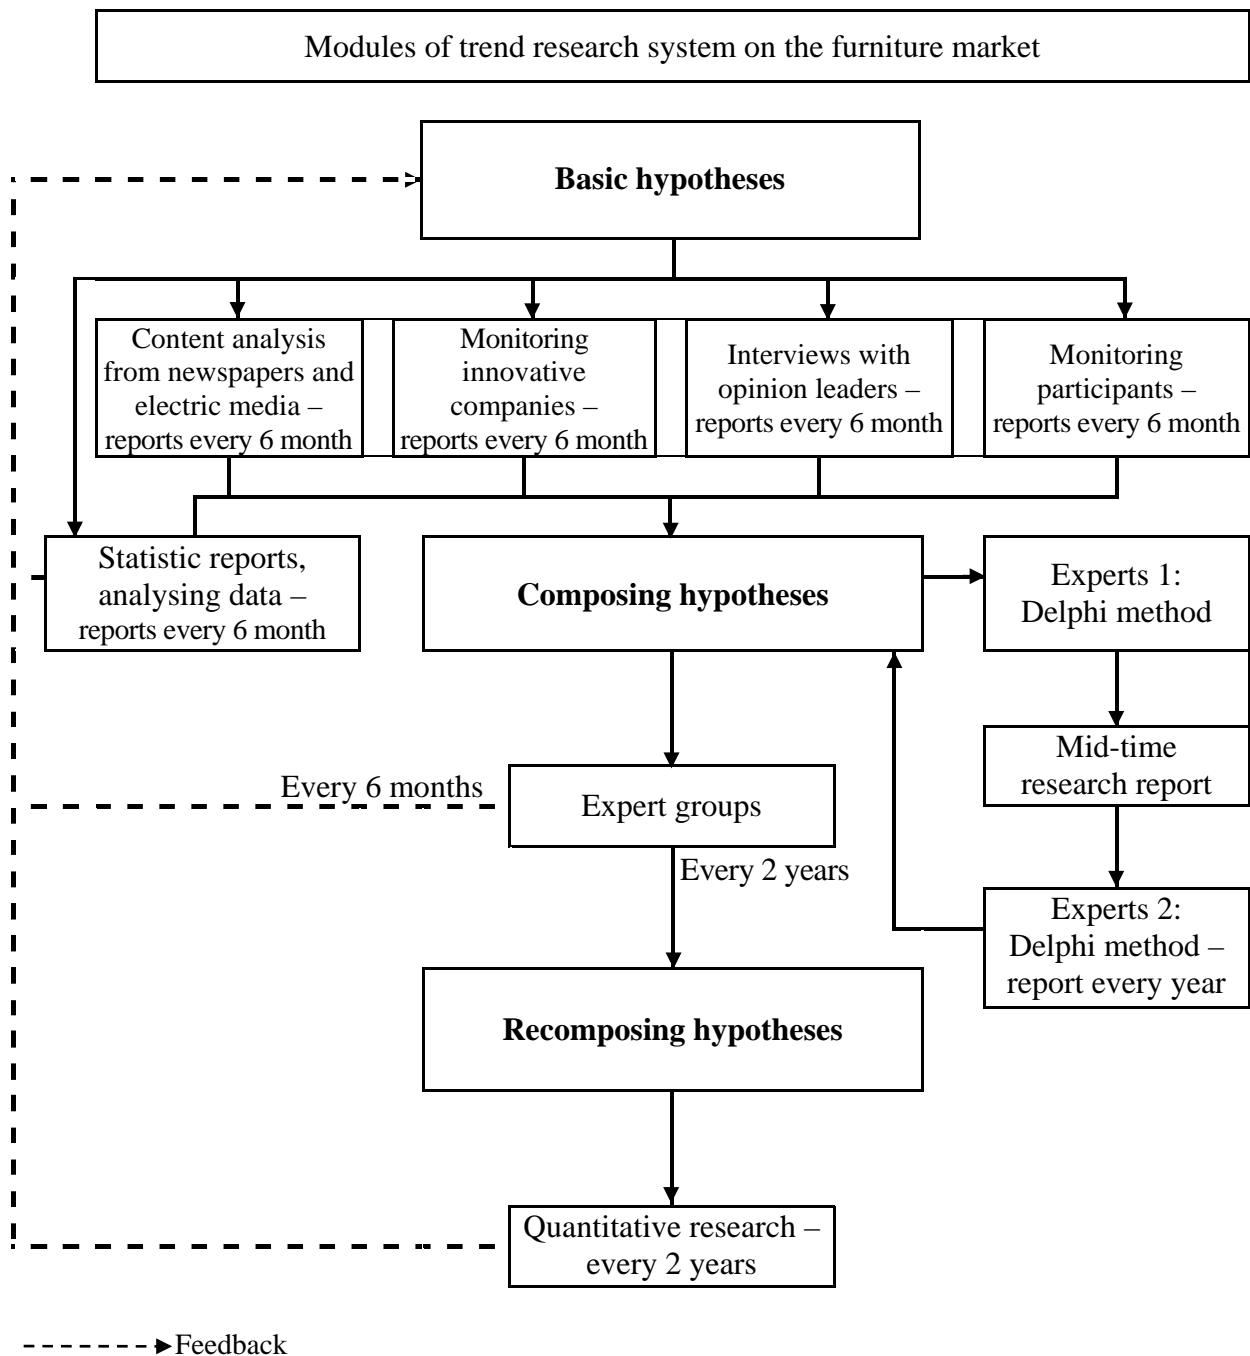 Modules of trend research system on the furniture market
Basic hypotheses
Content analysis
from newspapers and
electric media –
reports every 6 month
Monitoring
innovative
companies –
reports every 6 month
Interviews with
opinion leaders –
reports every 6 month
Monitoring
participants –
reports every 6 month
Statistic reports,
analysing data –
reports every 6 month
Composing hypotheses
Experts 1:
Delphi method
Mid-time
research report
Every 6 months
Expert groups
Every 2 years
Experts 2:
Delphi method –
report every year
Recomposing hypotheses
Quantitative research –
every 2 years
Feedback